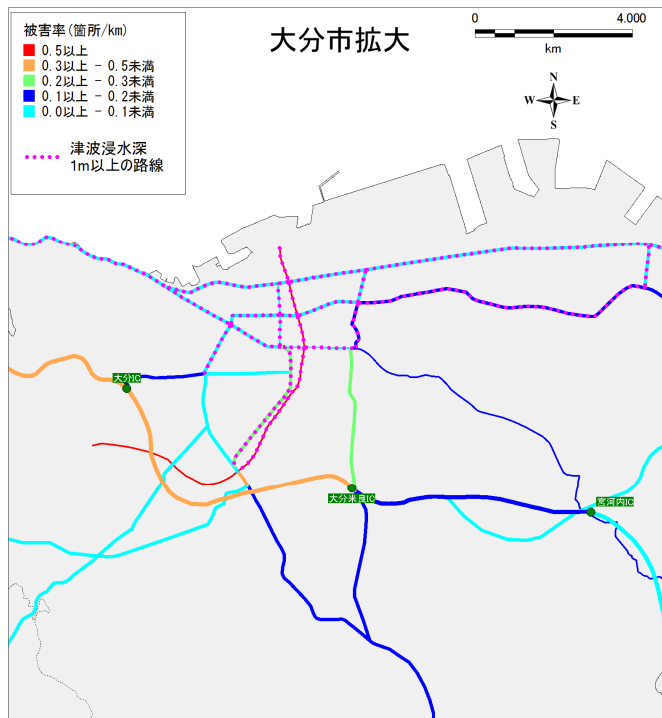 被害率(箇所/km)
0.5以上
0.3以上 - 0.5未満
0.2以上 - 0.3未満
0.1以上 - 0.2未満
0.0以上 - 0.1未満
津波浸水深
1m以上の路線
大分市拡大
0 4.000
km
N
W E
S
大分IC
大分米良IC
宮河内IC